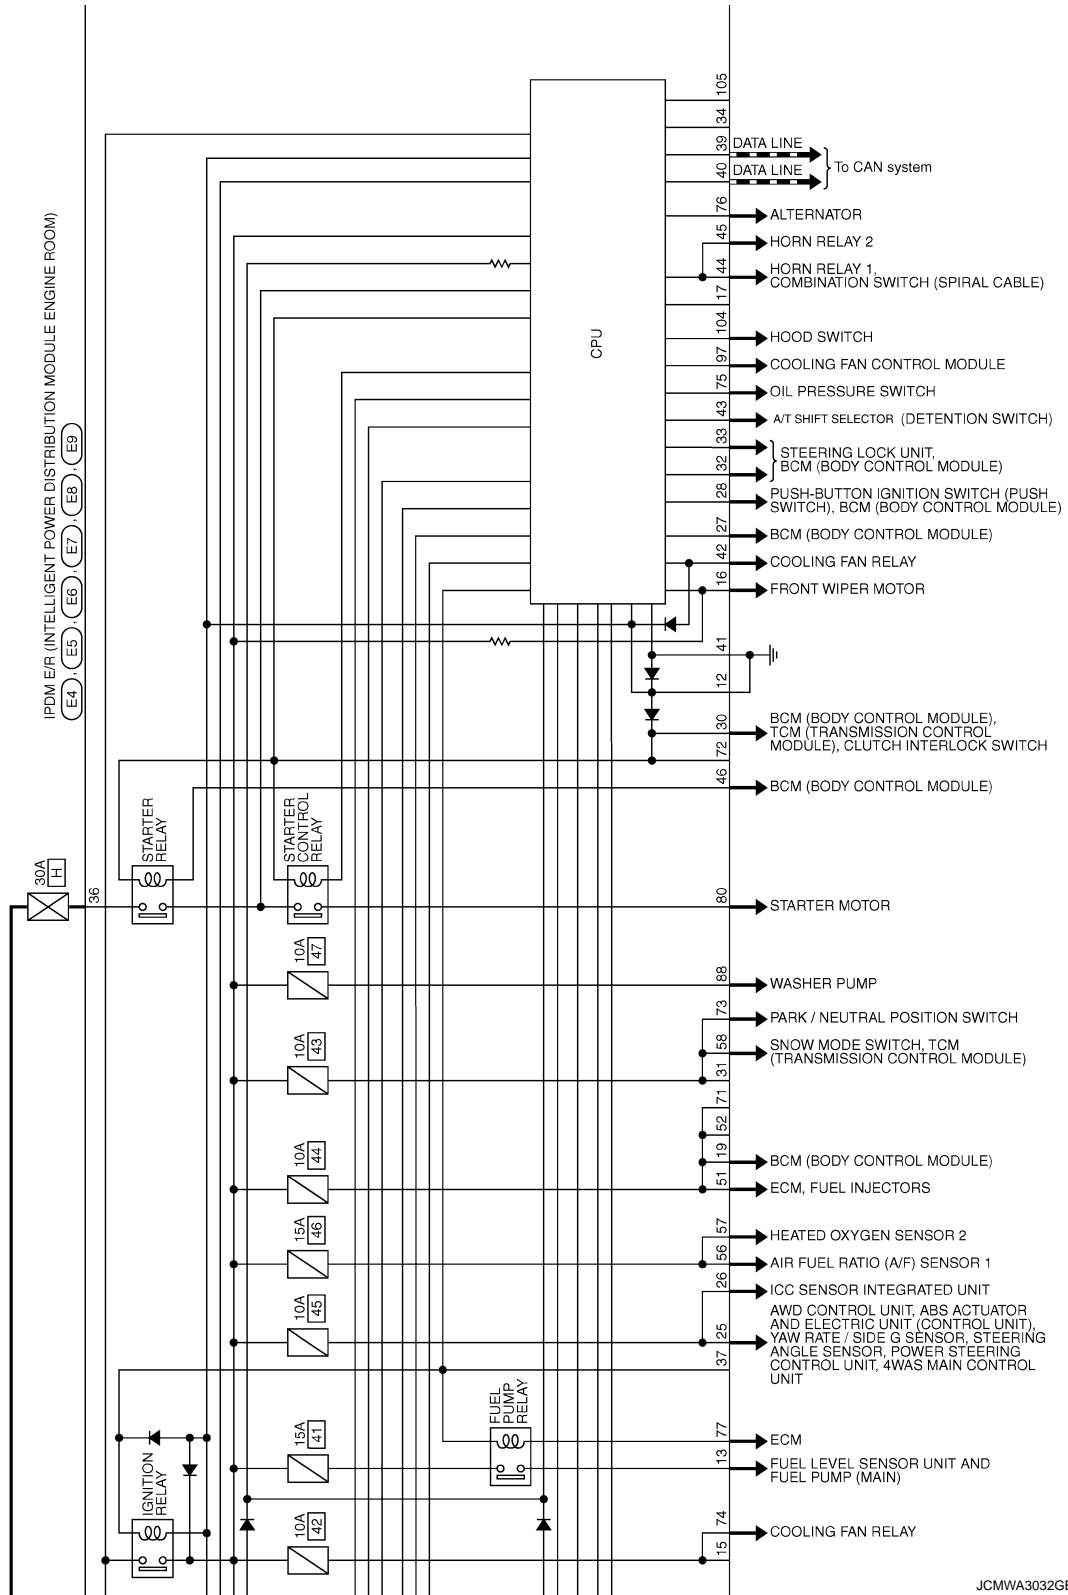 IPDM E/R (INTELLIGENT POWER DISTRIBUTION MODULE ENGINE ROOM)
E4 , E5 , E6 , E7 , E8 , E9
CPU
105
34
39
DATA LINE
40
DATA LINE
To CAN system
76
ALTERNATOR
45
HORN RELAY 2
44
HORN RELAY 1,
COMBINATION SWITCH (SPIRAL CABLE)
17
104
HOOD SWITCH
97
COOLING FAN CONTROL MODULE
75
OIL PRESSURE SWITCH
43
A/T SHIFT SELECTOR (DETENTION SWITCH)
33
32
STEERING LOCK UNIT,
BCM (BODY CONTROL MODULE)
28
PUSH-BUTTON IGNITION SWITCH (PUSH
SWITCH), BCM (BODY CONTROL MODULE)
27
BCM (BODY CONTROL MODULE)
42
COOLING FAN RELAY
16
FRONT WIPER MOTOR
41
12
30
BCM (BODY CONTROL MODULE),
TCM (TRANSMISSION CONTROL
MODULE), CLUTCH INTERLOCK SWITCH
72
46
BCM (BODY CONTROL MODULE)
STARTER
RELAY
STARTER
CONTROL
RELAY
30A
H
36
80
STARTER MOTOR
10A
47
88
WASHER PUMP
73
PARK / NEUTRAL POSITION SWITCH
10A
43
58
SNOW MODE SWITCH, TCM
(TRANSMISSION CONTROL MODULE)
31
71
52
10A
44
19
BCM (BODY CONTROL MODULE)
51
ECM, FUEL INJECTORS
15A
46
57
HEATED OXYGEN SENSOR 2
56
AIR FUEL RATIO (A/F) SENSOR 1
26
ICC SENSOR INTEGRATED UNIT
10A
45
25
AWD CONTROL UNIT, ABS ACTUATOR
AND ELECTRIC UNIT (CONTROL UNIT),
YAW RATE / SIDE G SENSOR, STEERING
ANGLE SENSOR, POWER STEERING
CONTROL UNIT, 4WAS MAIN CONTROL
UNIT
37
FUEL
PUMP
RELAY
15A
41
77
ECM
13
FUEL LEVEL SENSOR UNIT AND
FUEL PUMP (MAIN)
IGNITION
RELAY
10A
42
74
COOLING FAN RELAY
15
JCMWA3032GE